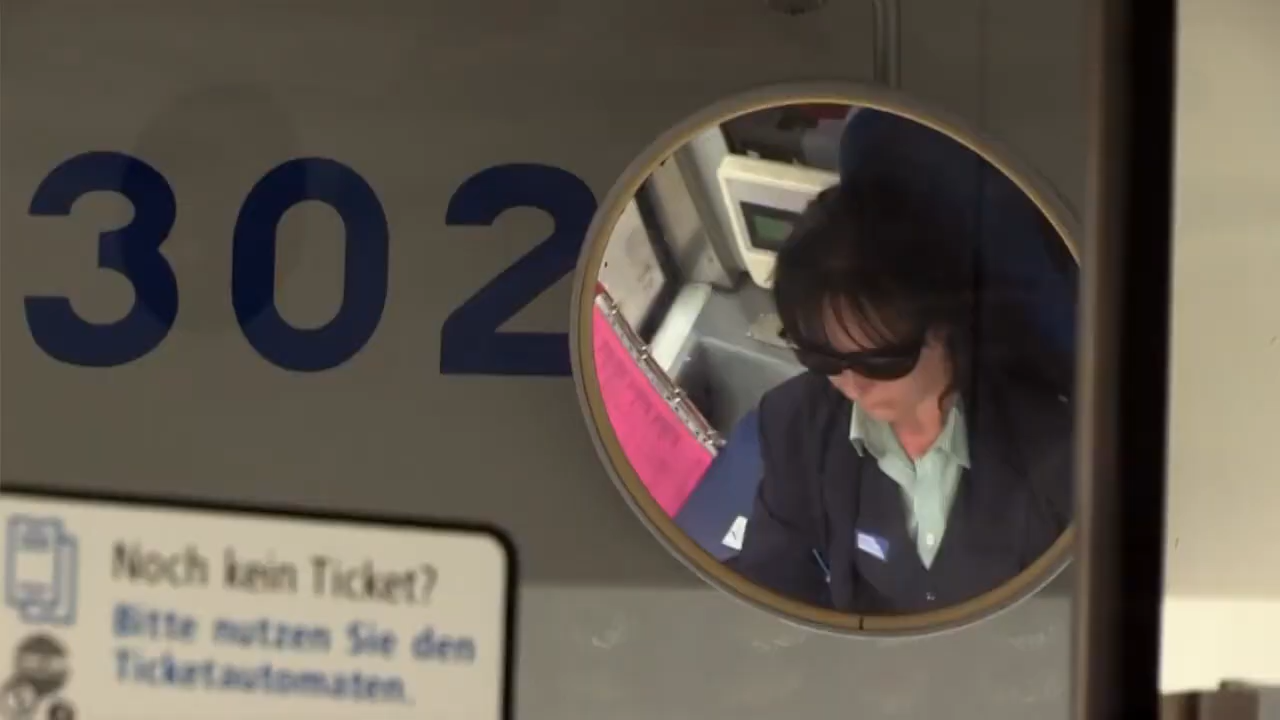 302
Noch kein Ticket?
Bitte nutzen Sie den
Ticketautomaten.